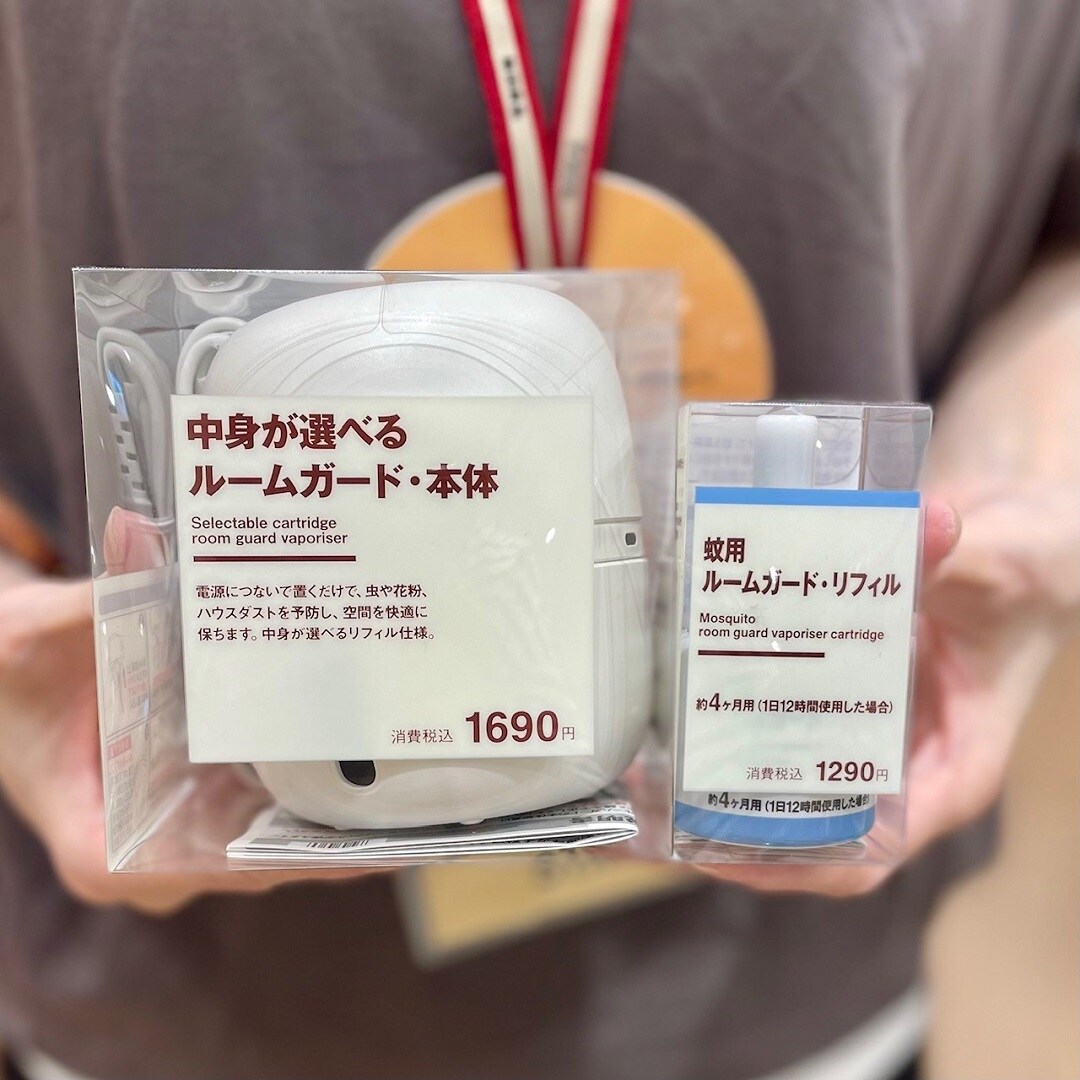 中身が選べる
ルームガード・本体
Selectable cartridge
room guard vaporiser
電源につないで置くだけで、虫や花粉、
ハウスダストを予防し、空間を快適に
保ちます。中身が選べるリフィル仕様。
消費税込 1690円
蚊用
ルームガード・リフィル
Mosquito
room guard vaporiser cartridge
約4ヶ月用(1日12時間使用した場合)
消費税込 1290円
約4ヶ月用(1日12時間使用した場合)